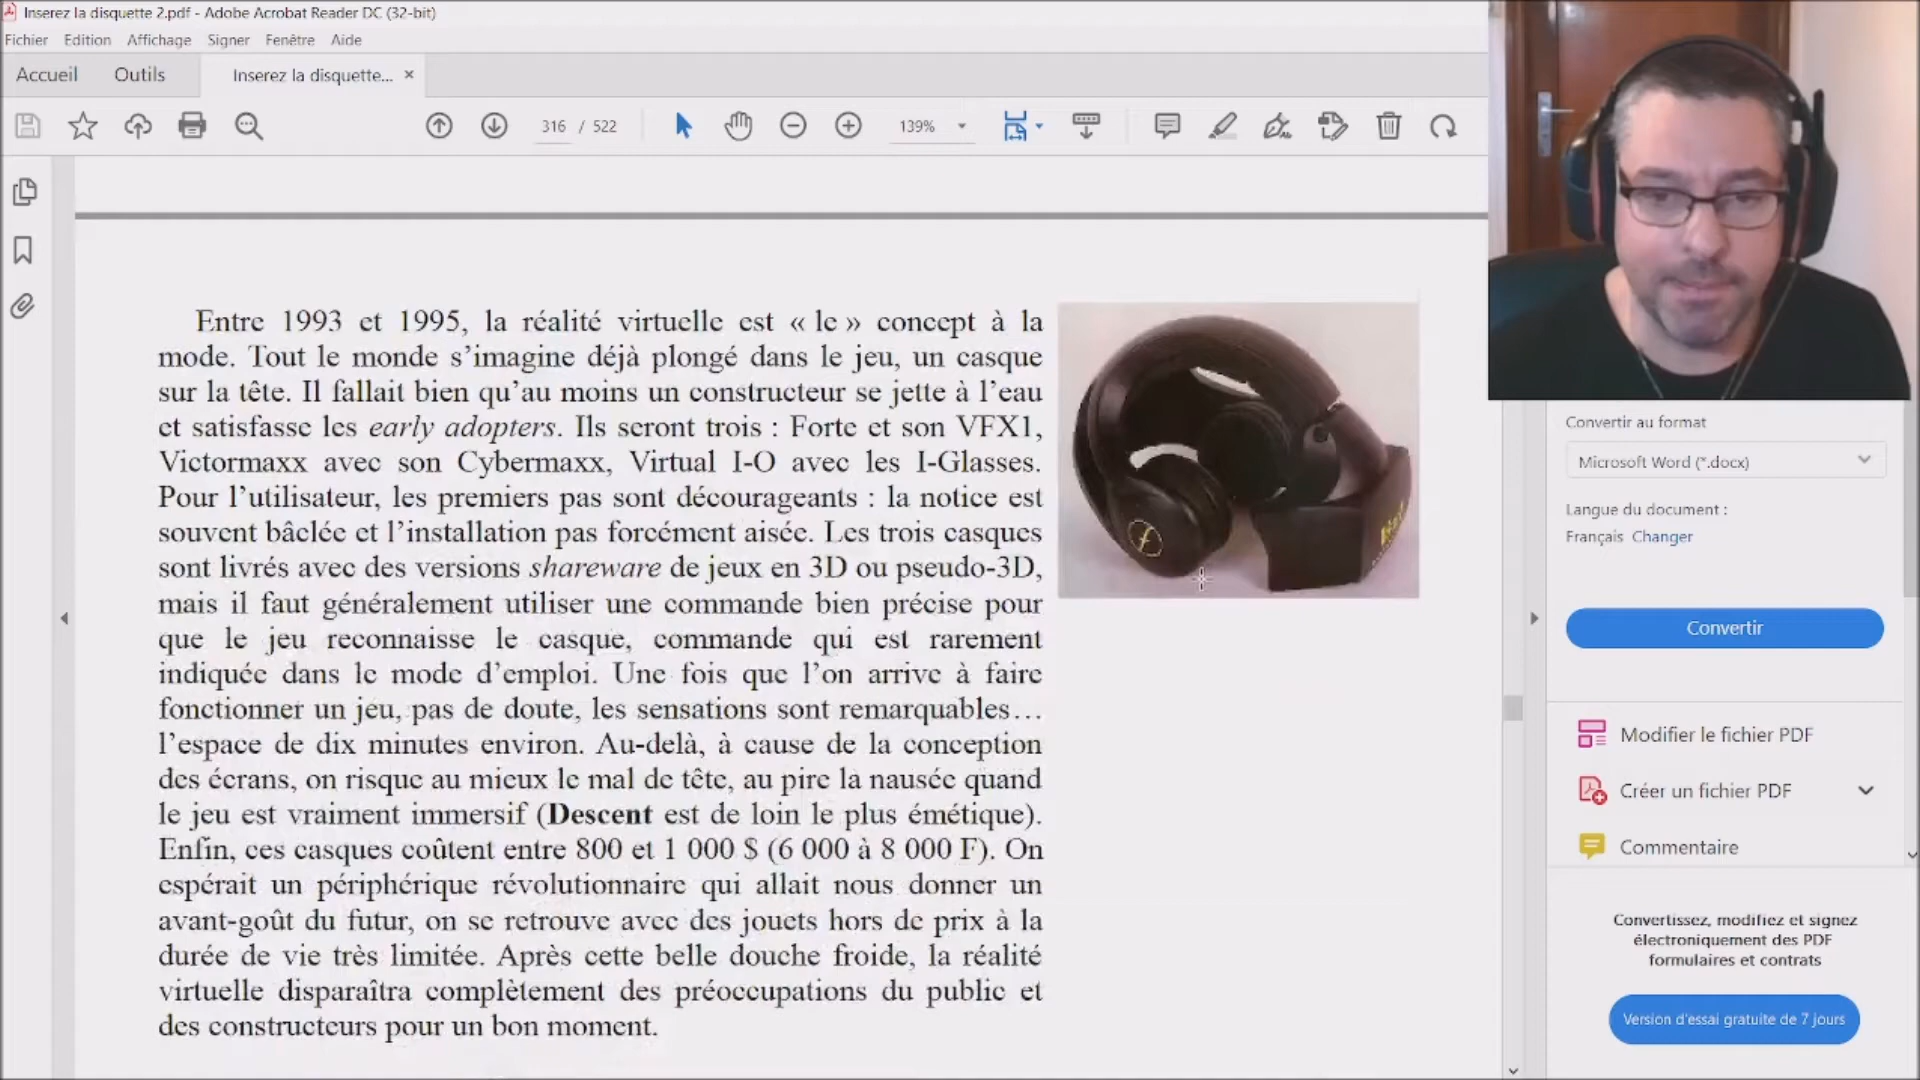 Inserez la disquette 2.pdf - Adobe Acrobat Reader DC (32-bit)
Fichier Edition Affichage Signer Fenêtre Aide
Accueil Outils Inserez la disquette... ×
316 / 522 139%
Entre 1993 et 1995, la réalité virtuelle est « le » concept à la
mode. Tout le monde s’imagine déjà plongé dans le jeu, un casque
sur la tête. Il fallait bien qu’au moins un constructeur se jette à l’eau
et satisfasse les early adopters. Ils seront trois : Forte et son VFX1,
Victormaxx avec son Cybermaxx, Virtual I-O avec les I-Glasses.
Pour l’utilisateur, les premiers pas sont décourageants : la notice est
souvent bâclée et l’installation pas forcément aisée. Les trois casques
sont livrés avec des versions shareware de jeux en 3D ou pseudo-3D,
mais il faut généralement utiliser une commande bien précise pour
que le jeu reconnaisse le casque, commande qui est rarement
indiquée dans le mode d’emploi. Une fois que l’on arrive à faire
fonctionner un jeu, pas de doute, les sensations sont remarquables…
l’espace de dix minutes environ. Au-delà, à cause de la conception
des écrans, on risque au mieux le mal de tête, au pire la nausée quand
le jeu est vraiment immersif (Descent est de loin le plus émétique).
Enfin, ces casques coûtent entre 800 et 1 000 $ (6 000 à 8 000 F). On
espérait un périphérique révolutionnaire qui allait nous donner un
avant-goût du futur, on se retrouve avec des jouets hors de prix à la
durée de vie très limitée. Après cette belle douche froide, la réalité
virtuelle disparaîtra complètement des préoccupations du public et
des constructeurs pour un bon moment.
Convertir au format
Microsoft Word (*.docx)
Langue du document :
Français Changer
Convertir
Modifier le fichier PDF
Créer un fichier PDF
Commentaire
Convertissez, modifiez et signez
électroniquement des PDF
formulaires et contrats
Version d'essai gratuite de 7 jours